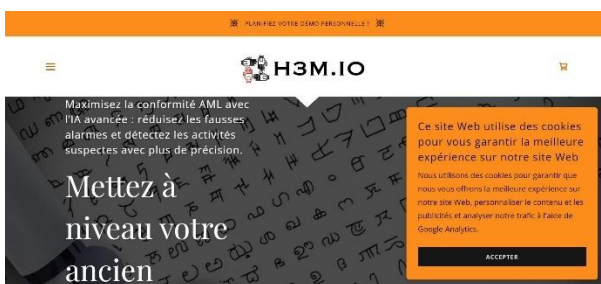 PLANIFIEZ VOTRE DEMO PERSONNELLE !
H3M.IO
Maximisez la conformité AML avec
l'IA avancée : réduisez les fausses
alarmes et détectez les activités
suspectes avec plus de précision.
Mettez à
niveau votre
ancien
Ce site Web utilise des cookies
pour vous garantir la meilleure
expérience sur notre site Web
Nous utilisons des cookies pour garantir que
nous vous offrons la meilleure expérience sur
notre site Web, personnaliser le contenu et les
publicités et analyser notre trafic à l'aide de
Google Analytics.
ACCEPTER